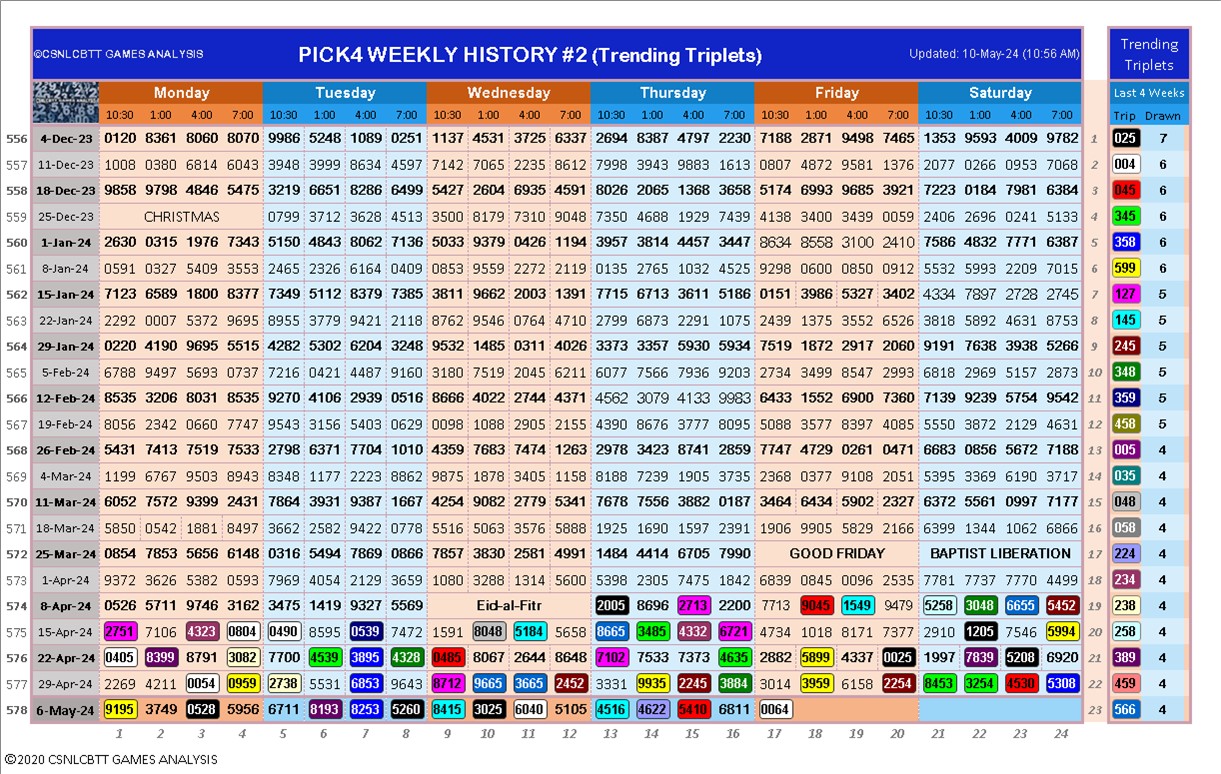 ©CSNLCBTT GAMES ANALYSIS PICK4 WEEKLY HISTORY #2 (Trending Triplets) Updated: 10-May-24 (10:56 AM) Trending Triplets
Monday Tuesday Wednesday Thursday Friday Saturday Last 4 Weeks
10:30 1:00 4:00 7:00 10:30 1:00 4:00 8:00 10:30 1:00 4:00 7:00 10:30 1:00 4:00 7:00 10:30 1:00 4:00 7:00 10:30 1:00 4:00 7:00 Trip Drawn
556 4-Dec-23 0120 8361 8060 8070 9986 5248 1089 0251 1137 4531 3725 6337 2694 8387 4797 2230 7188 2871 9498 7465 1353 9593 4009 9782 1 025 7
557 11-Dec-23 1008 0380 6814 6043 3948 3999 8634 4597 7142 7065 2235 8612 7998 3943 9883 1613 0807 4872 9581 1376 2077 0266 0953 7068 2 004 6
558 18-Dec-23 9858 9798 4846 5475 3219 6651 8286 6499 5427 2604 6935 4591 8026 2065 1368 3658 5174 6993 9685 3921 7223 0184 7981 6384 3 045 6
559 25-Dec-23 CHRISTMAS 0799 3712 3628 4513 3500 8179 7310 9048 7350 4688 1929 7439 4138 3400 3439 0059 2406 2696 0241 5133 4 345 6
560 1-Jan-24 2630 0315 1976 7343 5150 4843 8062 7136 5033 9379 0426 1194 3957 3814 4457 3447 8634 8558 3100 2410 7586 4832 7771 6387 5 358 6
561 8-Jan-24 0591 0327 5409 3553 2465 2326 6164 0409 0853 9559 2272 2119 0135 2765 1032 4525 9298 0600 0850 0912 5532 5993 2209 7015 6 599 6
562 15-Jan-24 7123 6589 1800 8377 7349 5112 8379 7385 3811 9662 2003 1391 7715 6713 3611 5186 0151 3986 5327 3402 4334 7897 2728 2745 7 127 5
563 22-Jan-24 2292 0007 5372 9695 8955 3779 9421 2118 8762 9546 0764 4710 2799 6873 2291 1075 2439 1375 3552 6526 3818 5892 4631 8753 8 145 5
564 29-Jan-24 0220 4190 9695 5515 4282 5302 6204 3248 9532 1485 0311 4026 3373 3357 5930 5934 7519 1872 2917 2060 9191 7638 3938 5266 9 245 5
565 5-Feb-24 6788 9497 5693 0737 7216 0421 4487 9160 3180 7519 2045 6211 6077 7566 7936 9203 2734 3499 8547 2993 6818 2969 5157 2873 10 348 5
566 12-Feb-24 8535 3206 8031 8535 9270 4106 2939 0516 8666 4022 2744 4371 4562 3079 4133 9983 6433 1552 6900 7360 7139 9239 5754 9542 11 359 5
567 19-Feb-24 8056 2342 0660 7747 9543 3156 5403 0629 0098 1088 2905 2155 4390 8676 3777 8095 5088 3577 8397 4085 5550 3872 2129 4631 12 458 5
568 26-Feb-24 5431 7413 7519 7533 2798 6371 7704 1010 4359 7683 7474 1263 2978 3423 8741 2859 7747 4729 0261 0471 6683 0856 5672 7188 13 005 4
569 4-Mar-24 1199 6767 9503 8943 8348 1177 2223 8862 9875 1878 3405 1158 8188 7239 1565 3735 2368 0377 9108 2051 5395 3369 6190 3717 14 035 4
570 11-Mar-24 6052 7572 9399 2431 7864 3931 9387 1667 4254 9082 2779 5341 7678 7556 3882 0187 3464 6434 5902 2327 6372 5561 0997 7177 15 048 4
571 18-Mar-24 5850 0542 1881 8497 3662 2582 9422 0778 5516 5063 3576 5888 1925 1690 1597 2391 1906 9905 5829 2166 6399 1344 1062 6866 16 058 4
572 25-Mar-24 0854 7853 5656 6148 0316 5494 7869 0866 7857 3830 2581 4991 1484 4414 6705 7990 GOOD FRIDAY BAPTIST LIBERATION 17 224 4
573 1-Apr-24 9372 3626 5382 0593 7969 4054 2129 3659 1080 3288 1314 5600 5398 2305 7475 1842 6839 0845 0096 2535 7781 7737 7770 4499 18 234 4
574 8-Apr-24 0526 5711 9746 3162 3475 1419 9327 5569 Eid-al-Fitr 2005 8696 2713 2200 7713 9045 1549 9479 5258 3048 6655 5452 19 238 4
575 15-Apr-24 2751 7106 4323 0804 0490 8595 0539 7472 1591 8048 5184 5658 8665 3485 4332 6721 4734 1018 8171 7377 2910 1205 7546 5994 20 258 4
576 22-Apr-24 0405 8399 8791 3082 7700 4539 3895 4328 0485 8067 2644 8648 7102 7533 7373 4635 2882 5899 4337 0025 1997 7839 5208 6920 21 389 4
577 29-Apr-24 2269 4211 0054 0959 2738 5531 6853 9643 8712 9665 3665 2452 3331 9935 2245 3884 3014 3959 6158 2254 8453 3254 4530 5308 22 459 4
578 6-May-24 9195 3749 0528 5956 6711 8193 8253 5260 8415 3025 6040 5105 4516 4622 5410 6811 0064 23 566 4
1 2 3 4 5 6 7 8 9 10 11 12 13 14 15 16 17 18 19 20 21 22 23 24
©2020 CSNLCBTT GAMES ANALYSIS